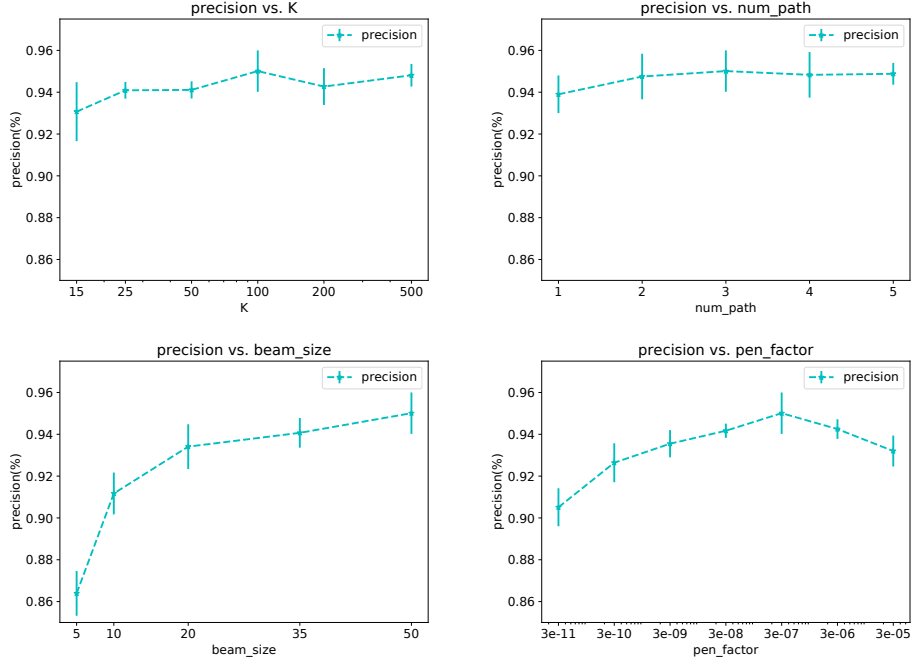 precision vs. K
precision
0.96
0.94
0.92
0.90
0.88
0.86
precision(%)
15 25 50 100 200 500
K
precision vs. num_path
precision
0.96
0.94
0.92
0.90
0.88
0.86
precision(%)
1 2 3 4 5
num_path
precision vs. beam_size
precision
0.96
0.94
0.92
0.90
0.88
0.86
precision(%)
5 10 20 35 50
beam_size
precision vs. pen_factor
precision
0.96
0.94
0.92
0.90
0.88
0.86
precision(%)
3e-11 3e-10 3e-09 3e-08 3e-07 3e-06 3e-05
pen_factor